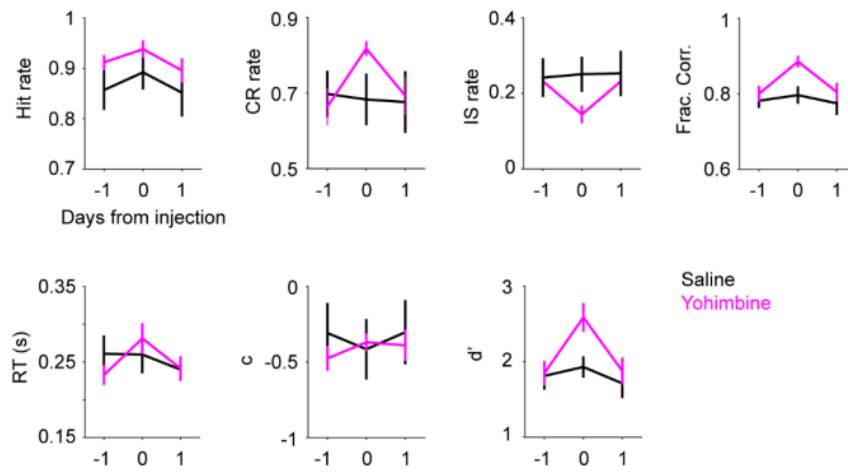 Hit rate
1
0.9
0.8
0.7
-1 0 1
Days from injection
CR rate
0.9
0.7
0.5
-1 0 1
IS rate
0.4
0.2
0
-1 0 1
Frac. Corr.
1
0.8
0.6
-1 0 1
RT (s)
0.35
0.25
0.15
-1 0 1
c
0
-0.5
-1
-1 0 1
d'
3
2
1
-1 0 1
Saline
Yohimbine